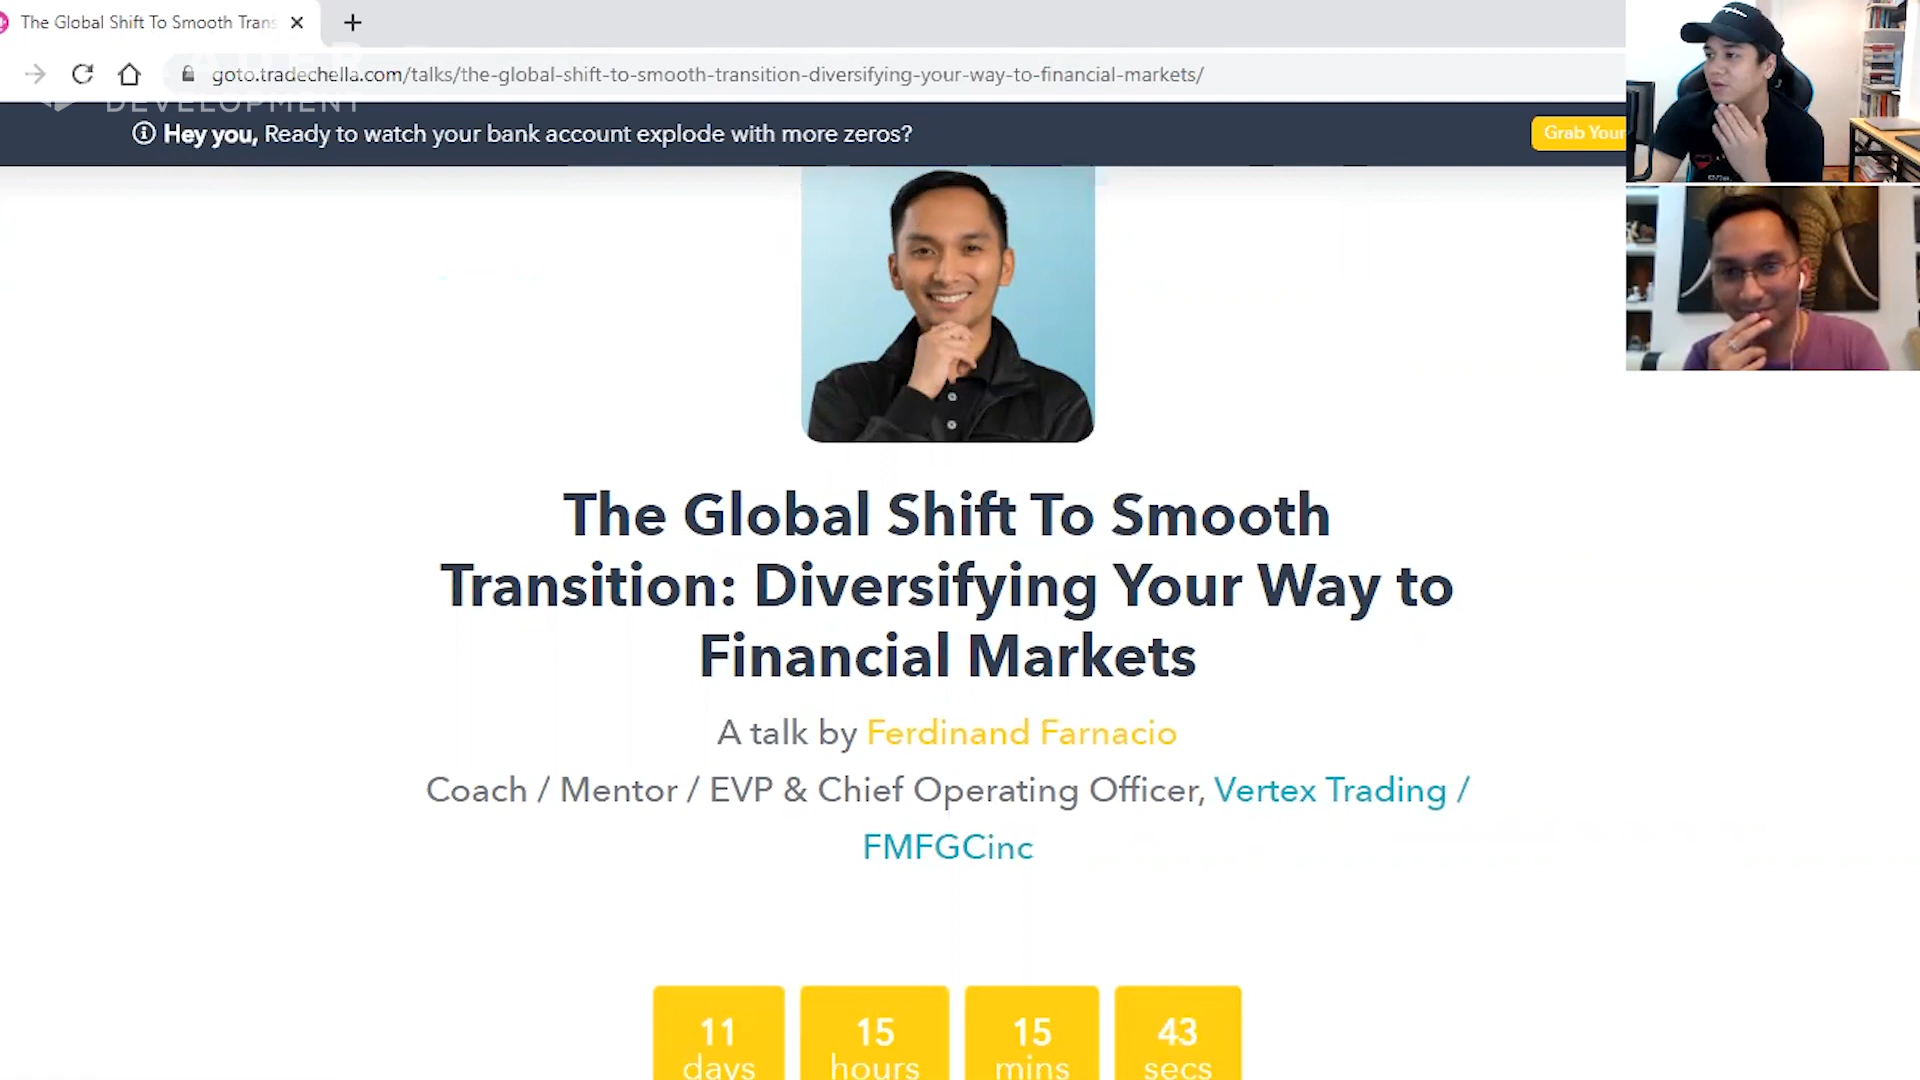 The Global Shift To Smooth Trans
goto.tradechella.com/talks/the-global-shift-to-smooth-transition-diversifying-your-way-to-financial-markets/
DEVELOPMENT
Hey you, Ready to watch your bank account explode with more zeros?
Grab Your
The Global Shift To Smooth
Transition: Diversifying Your Way to
Financial Markets
A talk by Ferdinand Farnacio
Coach / Mentor / EVP & Chief Operating Officer, Vertex Trading /
FMFGCinc
11 15 15 43
days hours mins secs